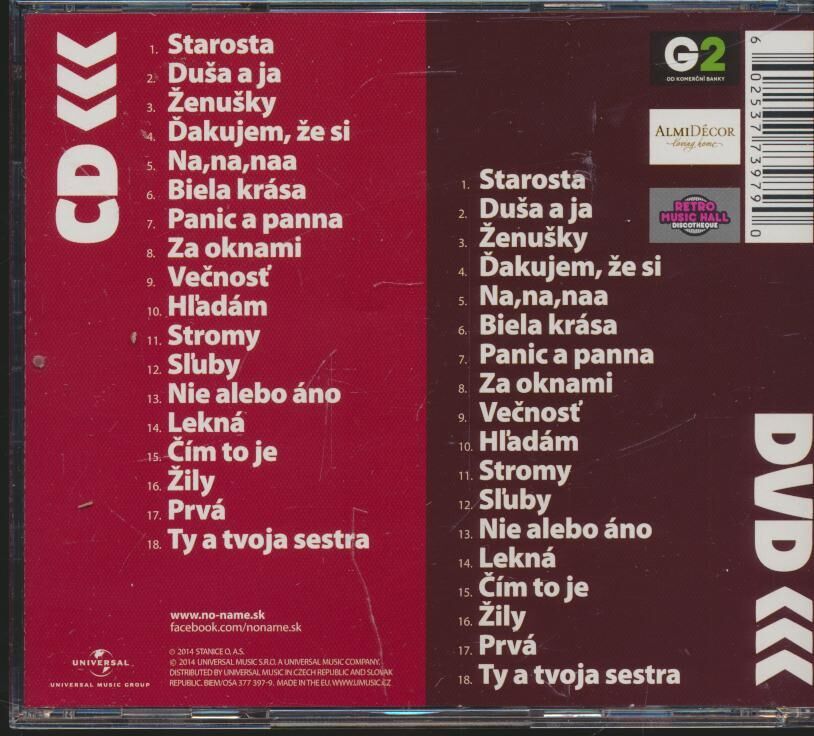 CD
1. Starosta
2. Duša a ja
3. Ženušky
4. Ďakujem, že si
5. Na,na,naa
6. Biela krása
7. Panic a panna
8. Za oknami
9. Večnosť
10. Hľadám
11. Stromy
12. Sľuby
13. Nie alebo áno
14. Lekná
15. Čím to je
16. Žily
17. Prvá
18. Ty a tvoja sestra
www.no-name.sk
facebook.com/noname.sk
UNIVERSAL
UNIVERSAL MUSIC GROUP
℗ 2014 STANICE O, A.S.
© 2014 UNIVERSAL MUSIC S.R.O. A UNIVERSAL MUSIC COMPANY.
DISTRIBUTED BY UNIVERSAL MUSIC IN CZECH REPUBLIC AND SLOVAK
REPUBLIC. BIEM/OSA 377 397-9. MADE IN THE EU. WWW.UMUSIC.CZ
G2
OD KOMERČNÍ BANKY
ALMIDÉCOR
loving home
RETRO
MUSIC HALL
DISCOTHEQUE
6 02537 73979 0
1. Starosta
2. Duša a ja
3. Ženušky
4. Ďakujem, že si
5. Na,na,naa
6. Biela krása
7. Panic a panna
8. Za oknami
9. Večnosť
10. Hľadám
11. Stromy
12. Sľuby
13. Nie alebo áno
14. Lekná
15. Čím to je
16. Žily
17. Prvá
18. Ty a tvoja sestra
DVD